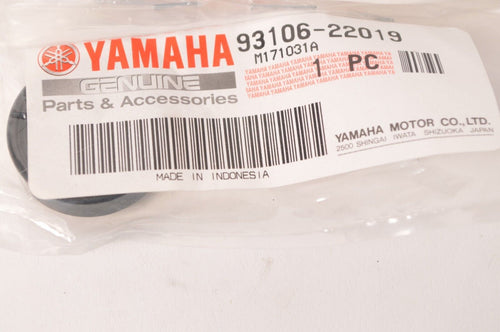 YAMAHA 93106-22019
M171031A
GENUINE
1 PC
Parts & Accessories
YAMAHA MOTOR CO., LTD.
2500 SHINGAI IWATA SHIZUOKA JAPAN
MADE IN INDONESIA